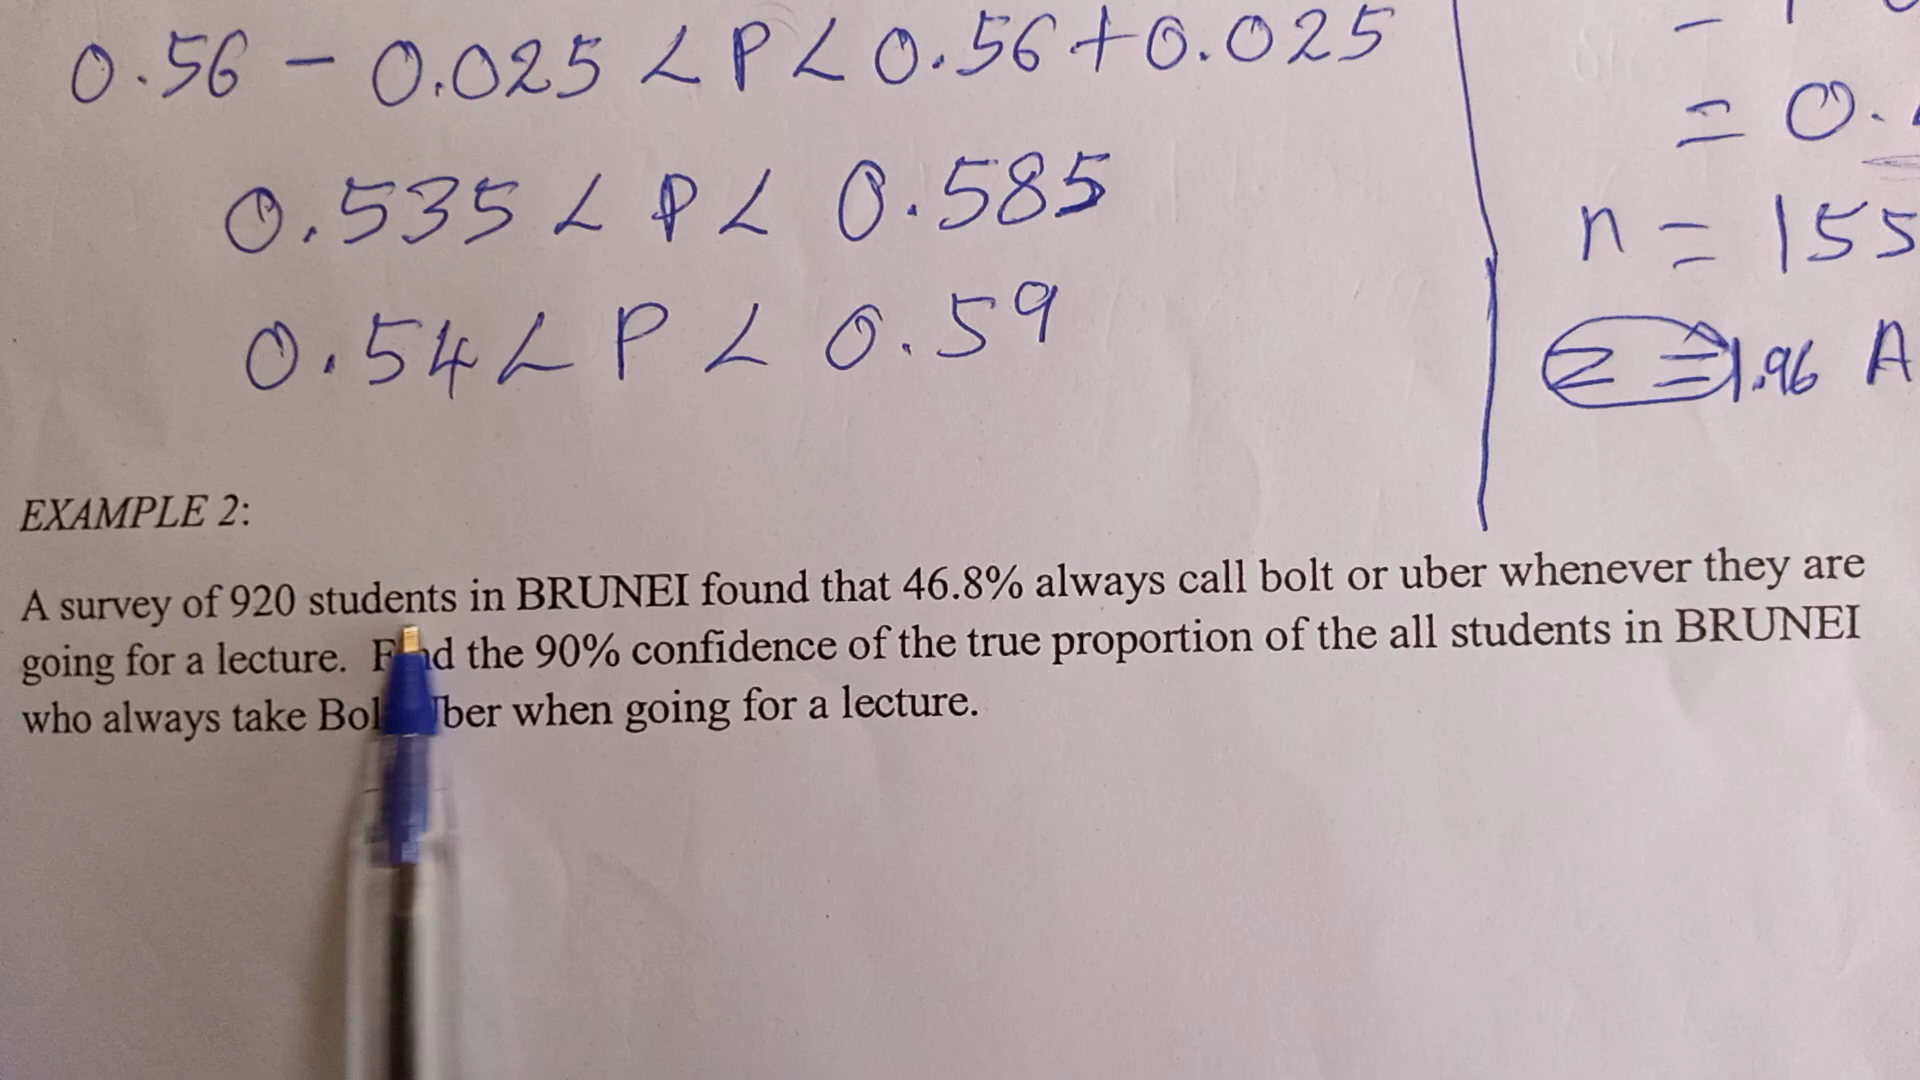 0.56 - 0.025 < P < 0.56 + 0.025
0.535 < P < 0.585
0.54 < P < 0.59
=
= 0.
n = 155
Z = 1.96 A
EXAMPLE 2:
A survey of 920 students in BRUNEI found that 46.8% always call bolt or uber whenever they are
going for a lecture. the 90% confidence of the true proportion of the all students in BRUNEI
who always take when going for a lecture.